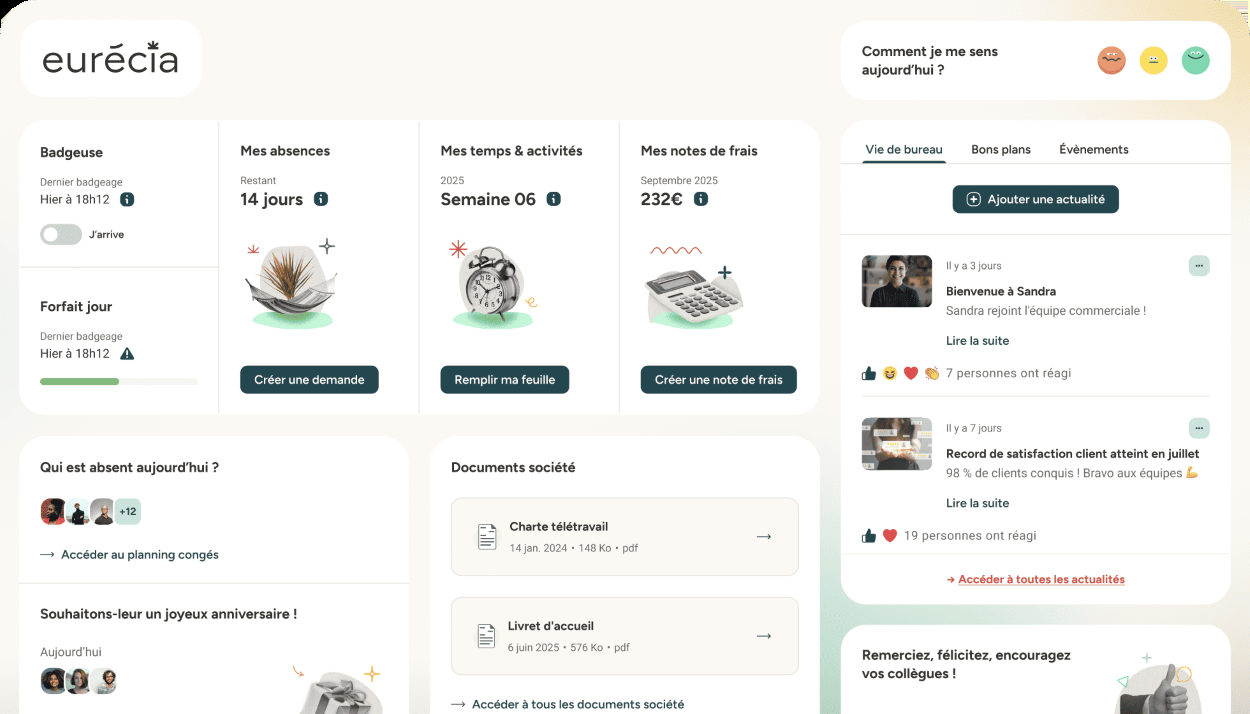 eurécia
Comment je me sens
aujourd'hui ?
Badgeuse
Dernier badgeage
Hier à 18h12
J'arrive
Forfait jour
Dernier badgeage
Hier à 18h12
Mes absences
Restant
14 jours
Créer une demande
Mes temps & activités
2025
Semaine 06
Remplir ma feuille
Mes notes de frais
Septembre 2025
232€
Créer une note de frais
Vie de bureau
Bons plans
Évènements
Ajouter une actualité
Il y a 3 jours
Bienvenue à Sandra
Sandra rejoint l'équipe commerciale !
Lire la suite
7 personnes ont réagi
Il y a 7 jours
Record de satisfaction client atteint en juillet
98 % de clients conquis ! Bravo aux équipes 💪
Lire la suite
19 personnes ont réagi
→ Accéder à toutes les actualités
Qui est absent aujourd'hui ?
+12
→ Accéder au planning congés
Souhaitons-leur un joyeux anniversaire !
Aujourd'hui
Documents société
Charte télétravail
14 jan. 2024 • 148 Ko • pdf
Livret d'accueil
6 juin 2025 • 576 Ko • pdf
→ Accéder à tous les documents société
Remerciez, félicitez, encouragez
vos collègues !